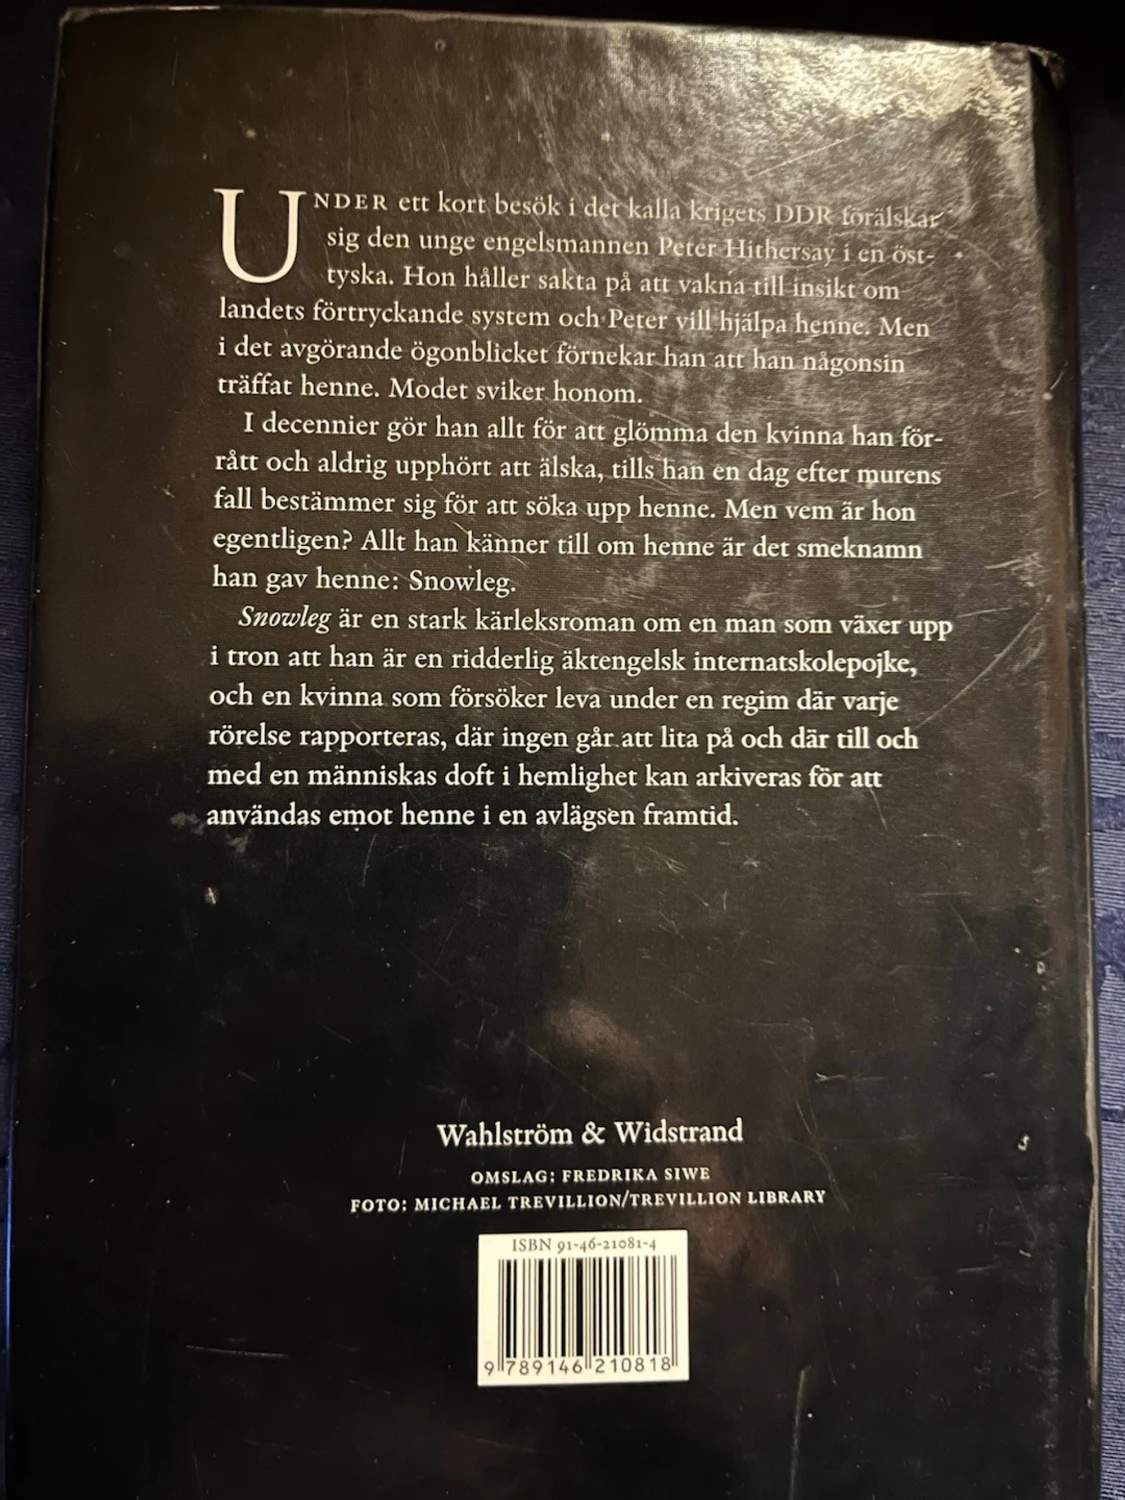 UNDER ett kort besök i det kalla krigets DDR förälskar
sig den unge engelsmannen Peter Hithersay i en öst-
tyska. Hon håller sakta på att vakna till insikt om
landets förtryckande system och Peter vill hjälpa henne. Men
i det avgörande ögonblicket förnekar han att han någonsin
träffat henne. Modet sviker honom.
I decennier gör han allt för att glömma den kvinna han för-
rått och aldrig upphört att älska, tills han en dag efter murens
fall bestämmer sig för att söka upp henne. Men vem är hon
egentligen? Allt han känner till om henne är det smeknamn
han gav henne: Snowleg.
Snowleg är en stark kärleksroman om en man som växer upp
i tron att han är en ridderlig äktengelsk internatskolepojke,
och en kvinna som försöker leva under en regim där varje
rörelse rapporteras, där ingen går att lita på och där till och
med en människas doft i hemlighet kan arkiveras för att
användas emot henne i en avlägsen framtid.
Wahlström & Widstrand
OMSLAG: FREDRIKA SIWE
FOTO: MICHAEL TREVILLION/TREVILLION LIBRARY
ISBN 91-46-21081-4
9 789146 210818